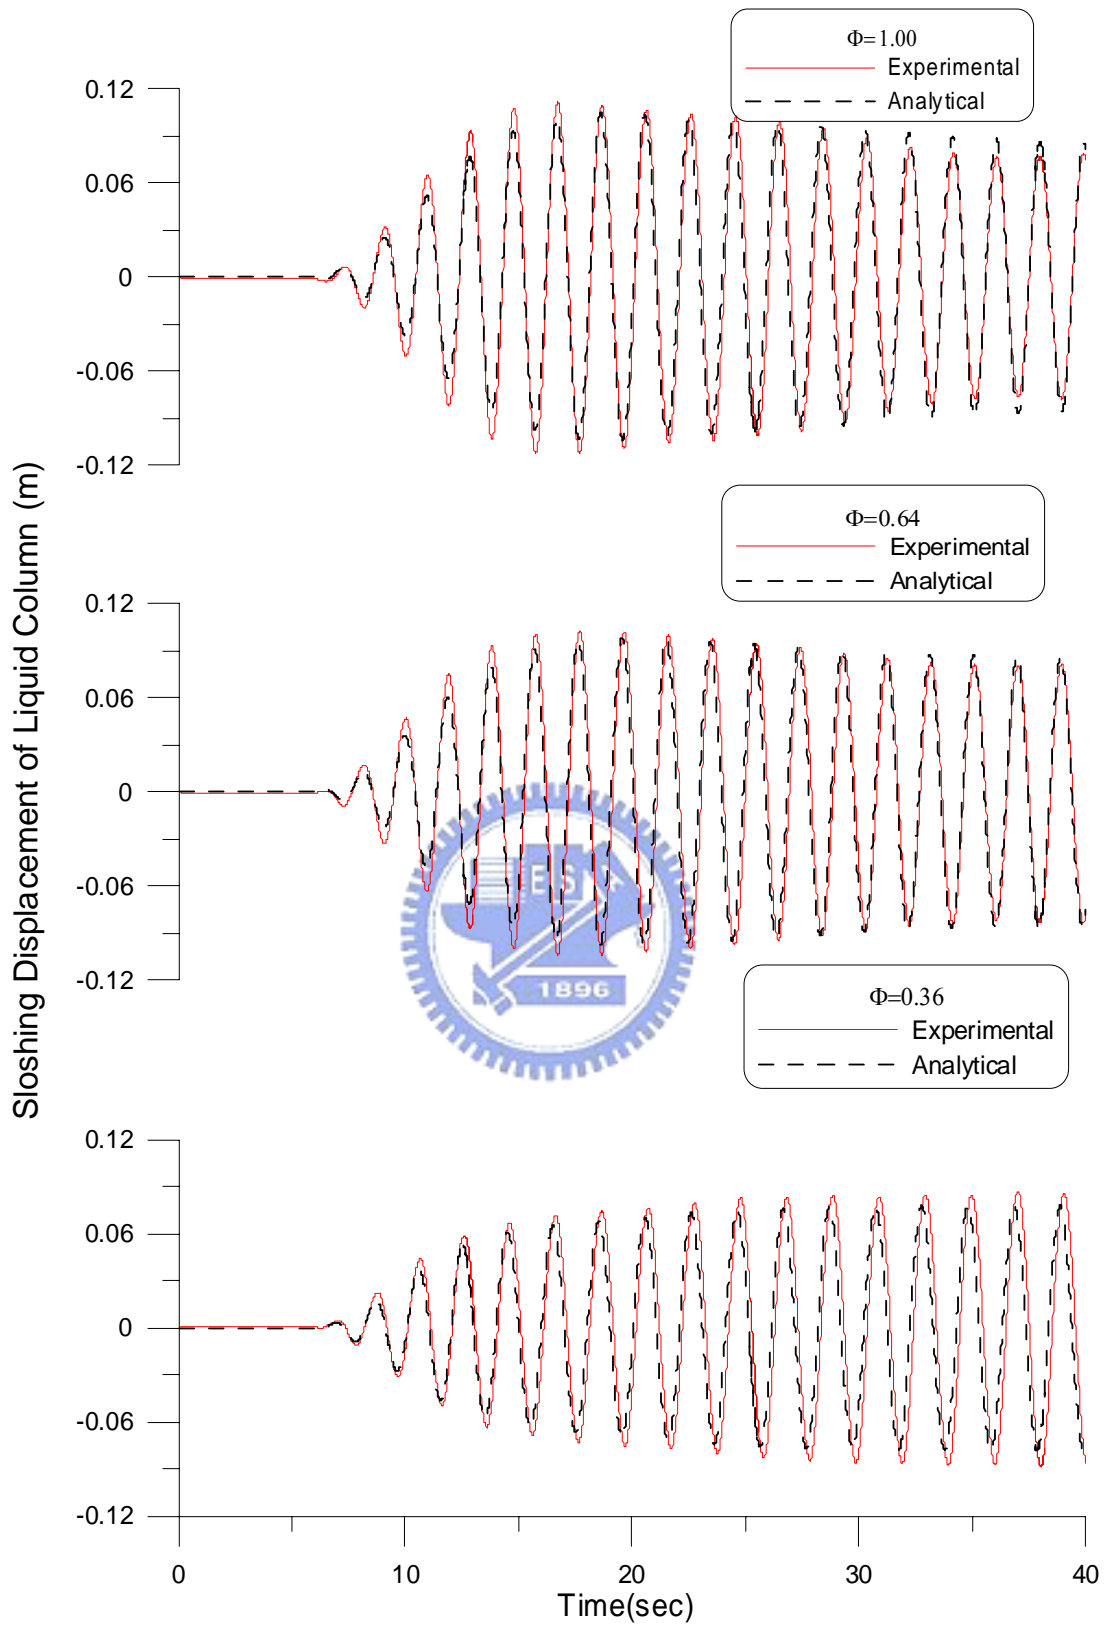 Φ=1.00
Experimental
Analytical
0.12
0.06
0
-0.06
-0.12
Φ=0.64
Experimental
Analytical
0.12
0.06
0
-0.06
-0.12
ES
1896
Φ=0.36
Experimental
Analytical
0.12
0.06
0
-0.06
-0.12
0 10 20 30 40
Time(sec)
Sloshing Displacement of Liquid Column (m)